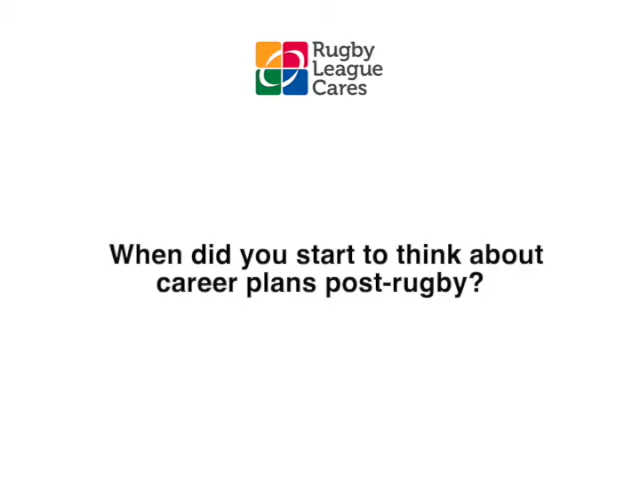 Rugby
League
Cares
When did you start to think about
career plans post-rugby?